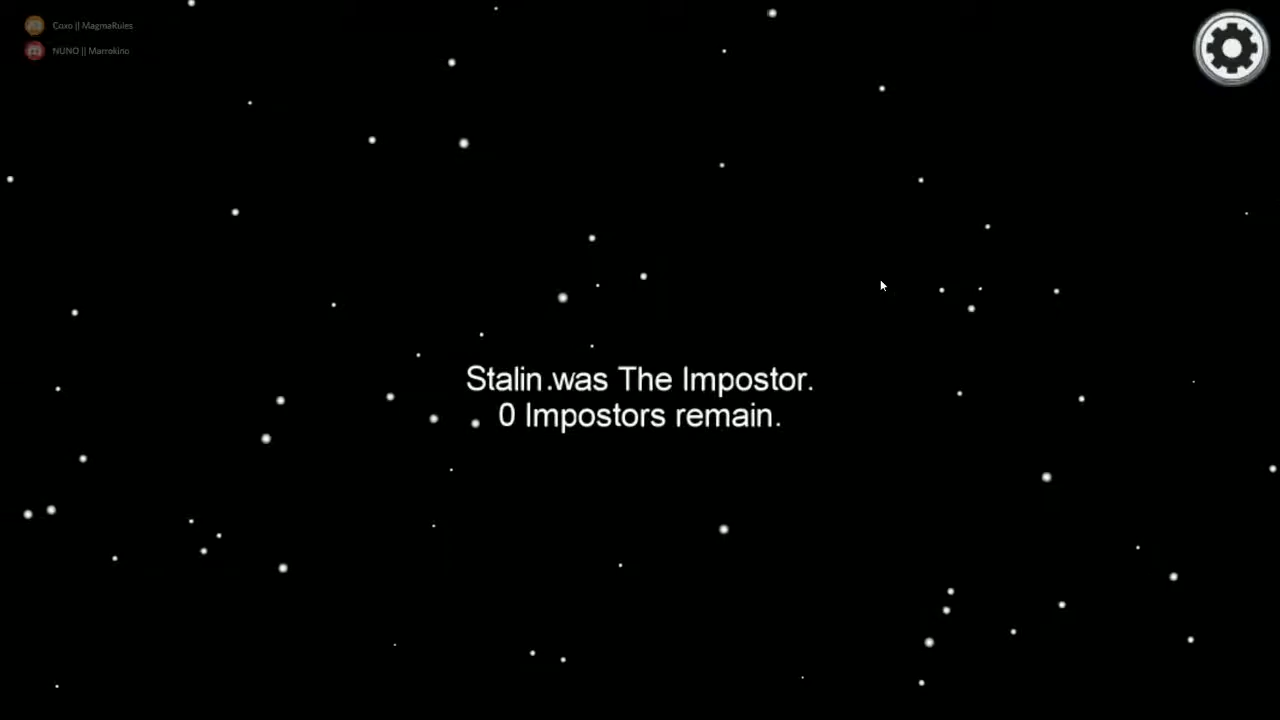 Coxo || MagmaRules
NUNO || Marrokino
Stalin was The Impostor.
0 Impostors remain.